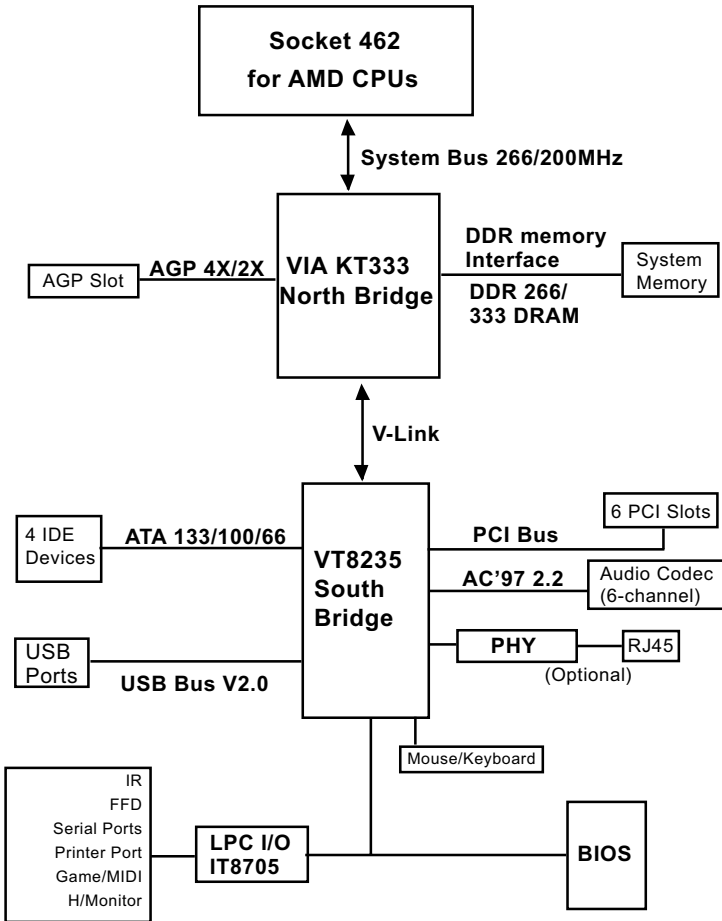 Socket 462
for AMD CPUs
System Bus 266/200MHz
AGP Slot
AGP 4X/2X
VIA KT333
North Bridge
DDR memory
Interface
DDR 266/
333 DRAM
System
Memory
V-Link
4 IDE
Devices
ATA 133/100/66
VT8235
South
Bridge
PCI Bus
6 PCI Slots
AC’97 2.2
Audio Codec
(6-channel)
USB
Ports
USB Bus V2.0
PHY
(Optional)
RJ45
Mouse/Keyboard
IR
FFD
Serial Ports
Printer Port
Game/MIDI
H/Monitor
LPC I/O
IT8705
BIOS